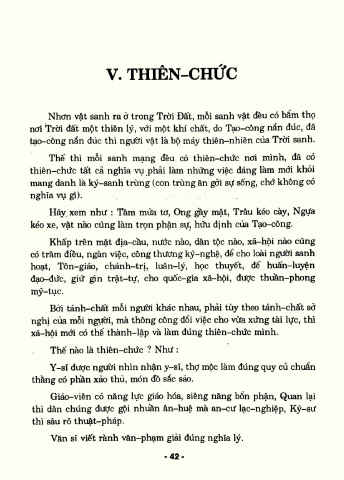 V. THIÊN–CHỨC
Nhơn vật sanh ra ở trong Trời Đất, mỗi sanh vật đều có bẩm thọ
nơi Trời đất một thiên lý, với một khí chất, do Tạo–công nắn đúc, đã
tạo–công nắn đúc thì người vật là bộ máy thiên–nhiên của Trời sanh.
Thế thì mỗi sanh mạng đều có thiên–chức nơi mình, đã có
thiên–chức tất cả nghĩa vụ phải làm những việc đáng làm mới khỏi
mang danh là ký–sanh trùng (con trùng ăn gởi sự sống, chớ không có
nghĩa vụ gì).
Hãy xem như : Tằm mửa tơ, Ong gầy mật, Trâu kéo cày, Ngựa
kéo xe, vật nào cũng làm trọn phận sự, hữu định của Tạo–công.
Khắp trên mặt địa–cầu, nước nào, dân tộc nào, xã–hội nào cũng
có trăm điều, ngàn việc, công thương kỹ–nghệ, để cho loài người sanh
hoạt, Tôn–giáo, chánh–trị, luân–lý, học thuyết, để huấn–luyện
đạo–đức, giữ gìn trật–tự, cho quốc–gia xã–hội, được thuần–phong
mỹ–tục.
Bởi tánh–chất mỗi người khác nhau, phải tùy theo tánh–chất sở
nghị của mỗi người, mà thông công đổi việc cho vừa xứng tài lực, thì
xã–hội mới có thể thành–lập và làm đúng thiên–chức mình.
Thế nào là thiên–chức ? Như :
Y–sĩ được người nhìn nhận y–sĩ, thợ mộc làm đúng quy củ chuẩn
thằng có phần xảo thủ, món đồ sắc sảo.
Giáo–viên có năng lực giáo hóa, siêng năng bổn phận, Quan lại
thì dân chúng được gội nhuần ân–huệ mà an–cư lạc–nghiệp, Kỹ–sư
thì sâu rõ thuật–pháp.
Văn sĩ viết rành văn–phạm giải đúng nghĩa lý.
- 42 -